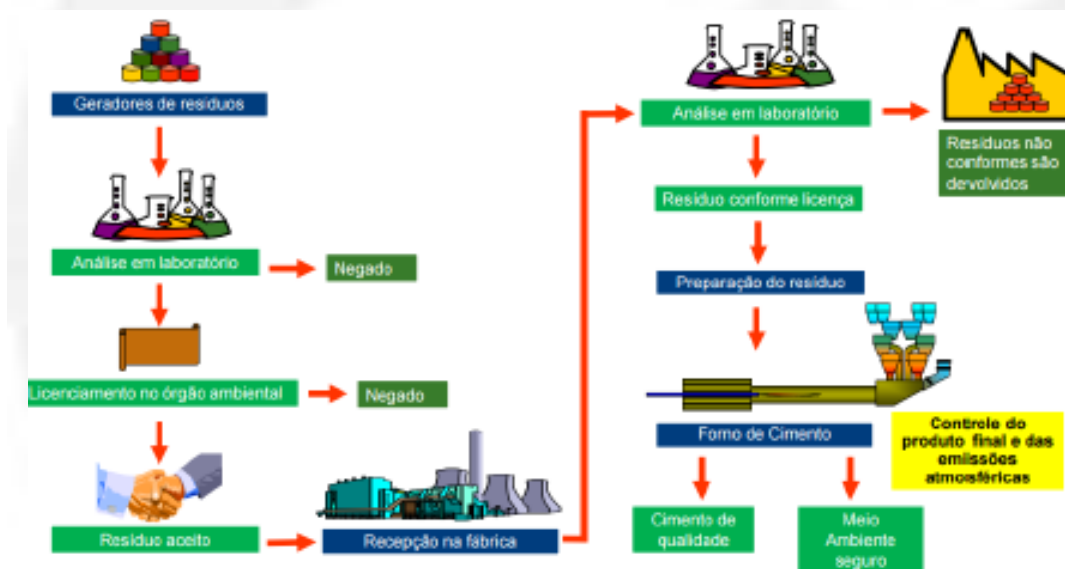 Geradores de resíduos
Análise em laboratório
Negado
Licenciamento no órgão ambiental
Negado
Resíduo aceito
Recepção na fábrica
Análise em laboratório
Resíduos não
conformes são
devolvidos
Resíduo conforme licença
Preparação do resíduo
Forno de Cimento
Controle do
produto final e das
emissões
atmosféricas
Cimento de
qualidade
Meio
Ambiente
seguro